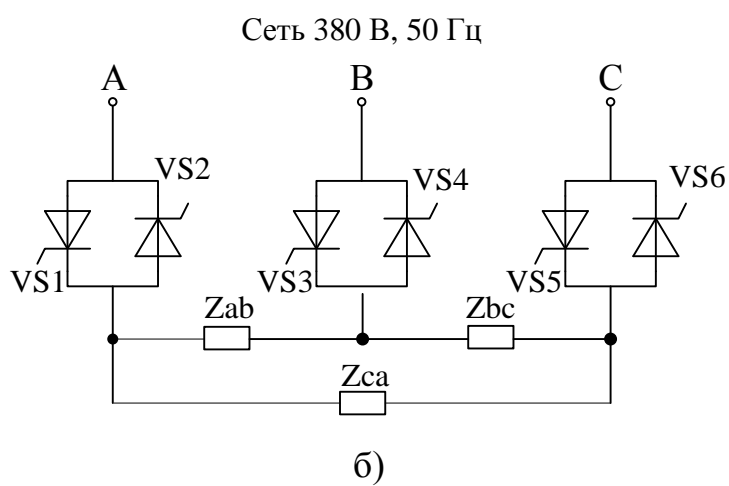 Сеть 380 В, 50 Гц
A B C
VS2 VS4 VS6
VS1 VS3 VS5
Zab Zbc
Zca
б)